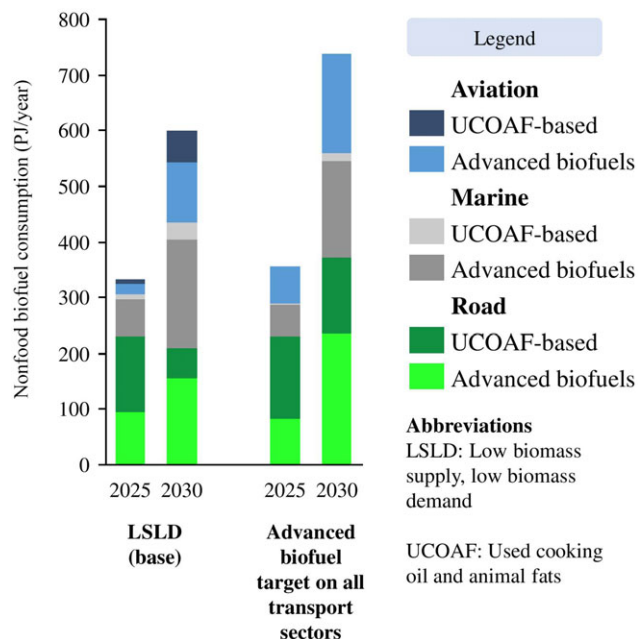 Nonfood biofuel consumption (PJ/year)
800
700
600
500
400
300
200
100
0
2025 2030 2025 2030
LSLD
(base)
Advanced
biofuel
target on all
transport
sectors
Legend
Aviation
UCOAF-based
Advanced biofuels
Marine
UCOAF-based
Advanced biofuels
Road
UCOAF-based
Advanced biofuels
Abbreviations
LSLD: Low biomass
supply, low biomass
demand
UCOAF: Used cooking
oil and animal fats